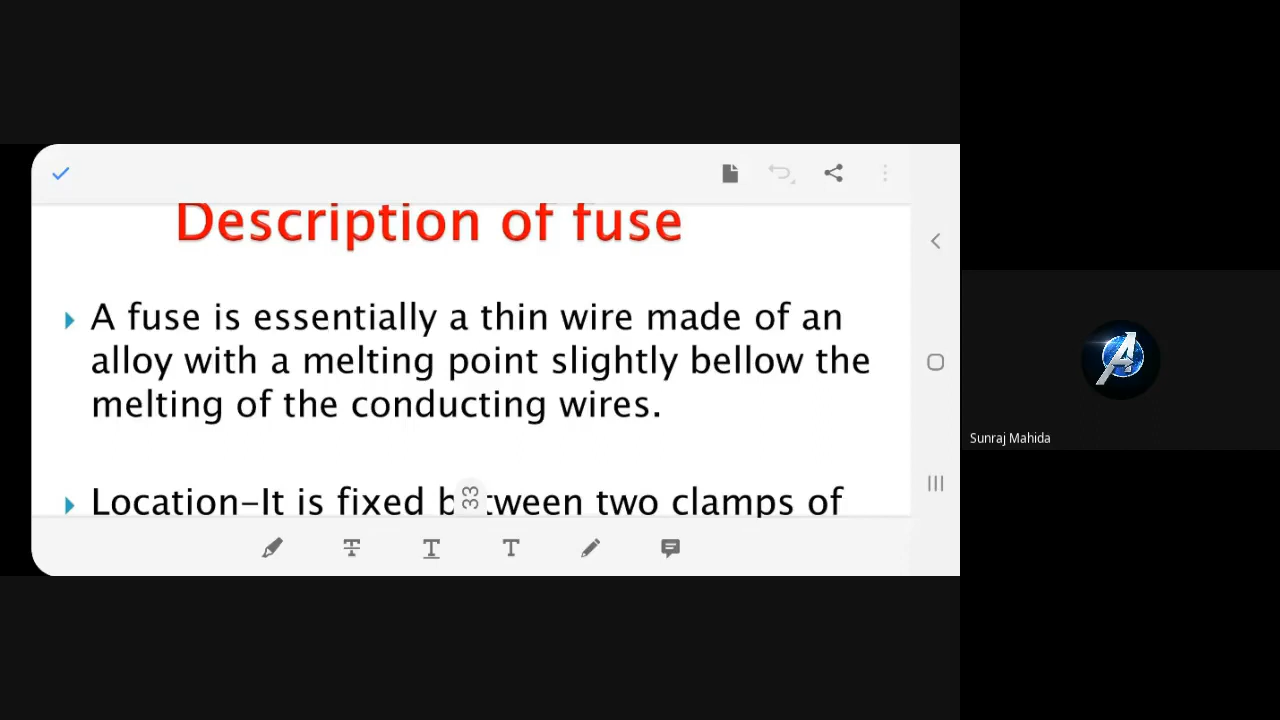 Description of fuse
A fuse is essentially a thin wire made of an
alloy with a melting point slightly bellow the
melting of the conducting wires.
Location-It is fixed between two clamps of
33
Sunraj Mahida